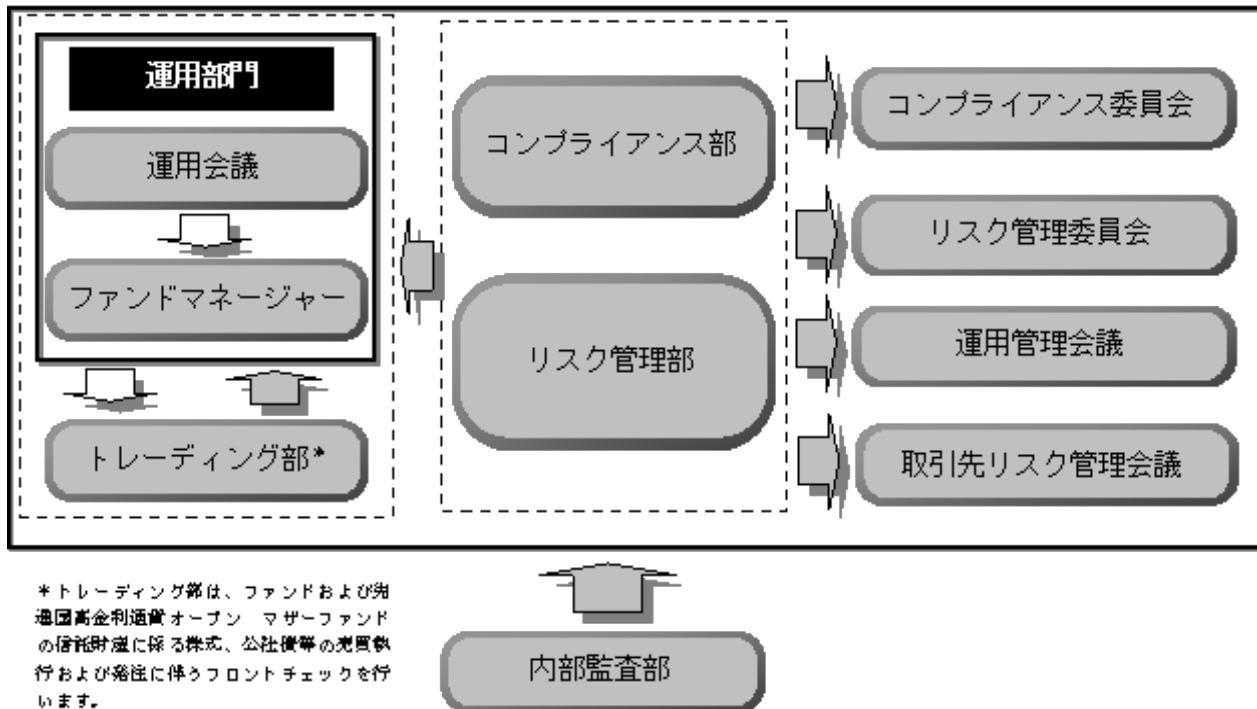 運用部門
運用会議
ファンドマネージャー
トレーディング部*
コンプライアンス部
リスク管理部
コンプライアンス委員会
リスク管理委員会
運用管理会議
取引先リスク管理会議
*トレーディング部は、ファンドおよび先
進国高金利通貨オープン マザーファンド
の信託財産に係る株式、公社債等の売買執
行および発注に伴うフロントチェックを行
います。
内部監査部